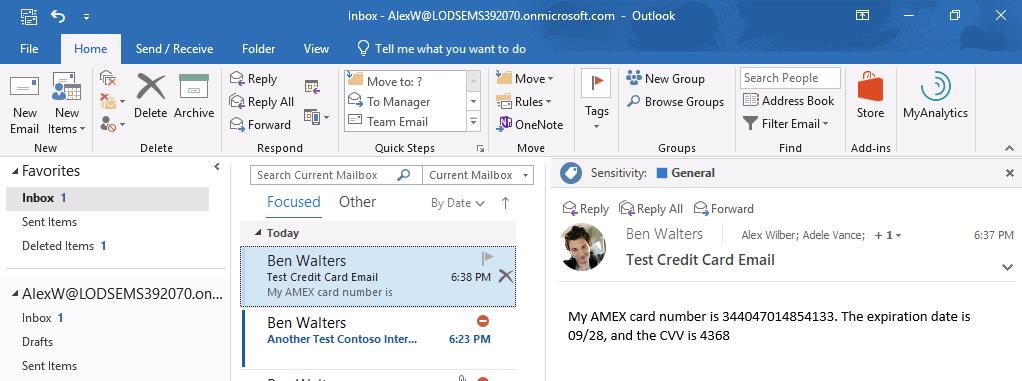 Inbox - AlexW@LODSEMS392070.onmicrosoft.com - Outlook
File Home Send / Receive Folder View Tell me what you want to do
New Email
New Items
New
Delete
Archive
Delete
Reply
Reply All
Forward
Respond
Move to: ?
To Manager
Team Email
Quick Steps
Move
Rules
OneNote
Move
Tags
New Group
Browse Groups
Groups
Search People
Address Book
Filter Email
Find
Store
Add-ins
MyAnalytics
Favorites
Inbox 1
Sent Items
Deleted Items 1
AlexW@LODSEMS392070.on...
Inbox 1
Drafts
Sent Items
Search Current Mailbox Current Mailbox
Focused Other By Date
Today
Ben Walters
Test Credit Card Email 6:38 PM
My AMEX card number is
Ben Walters
Another Test Contoso Inter... 6:23 PM
Sensitivity: General
Reply Reply All Forward
Ben Walters Alex Wilber; Adele Vance; + 1 6:37 PM
Test Credit Card Email
My AMEX card number is 344047014854133. The expiration date is
09/28, and the CVV is 4368